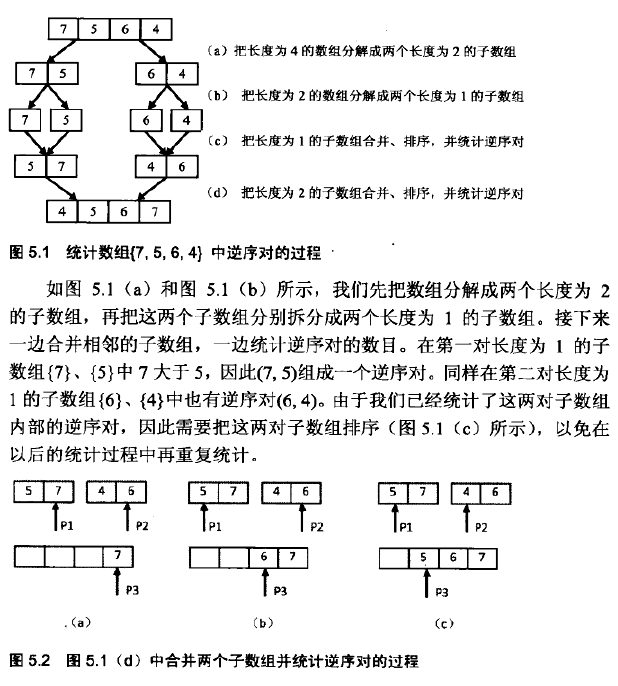 7 5 6 4
(a) 把长度为4的数组分解成两个长度为2的子数组
7 5 6 4
(b) 把长度为2的数组分解成两个长度为1的子数组
7 5 6 4
(c) 把长度为1的子数组合并、排序，并统计逆序对
5 7 4 6
(d) 把长度为2的子数组合并、排序，并统计逆序对
4 5 6 7
图 5.1 统计数组{7, 5, 6, 4} 中逆序对的过程
如图 5.1（a）和图 5.1（b）所示，我们先把数组分解成两个长度为 2
的子数组，再把这两个子数组分别拆分成两个长度为 1 的子数组。接下来
一边合并相邻的子数组，一边统计逆序对的数目。在第一对长度为 1 的子
数组{7}、{5}中 7 大于 5，因此(7, 5)组成一个逆序对。同样在第二对长度为
1 的子数组{6}、{4}中也有逆序对(6, 4)。由于我们已经统计了这两对子数组
内部的逆序对，因此需要把这两对子数组排序（图 5.1（c）所示），以免在
以后的统计过程中再重复统计。
5 7 4 6 5 7 4 6 5 7 4 6
P1 P2 P1 P2 P1 P2
7 6 7 5 6 7
P3 P3 P3
(a) (b) (c)
图 5.2 图 5.1（d）中合并两个子数组并统计逆序对的过程